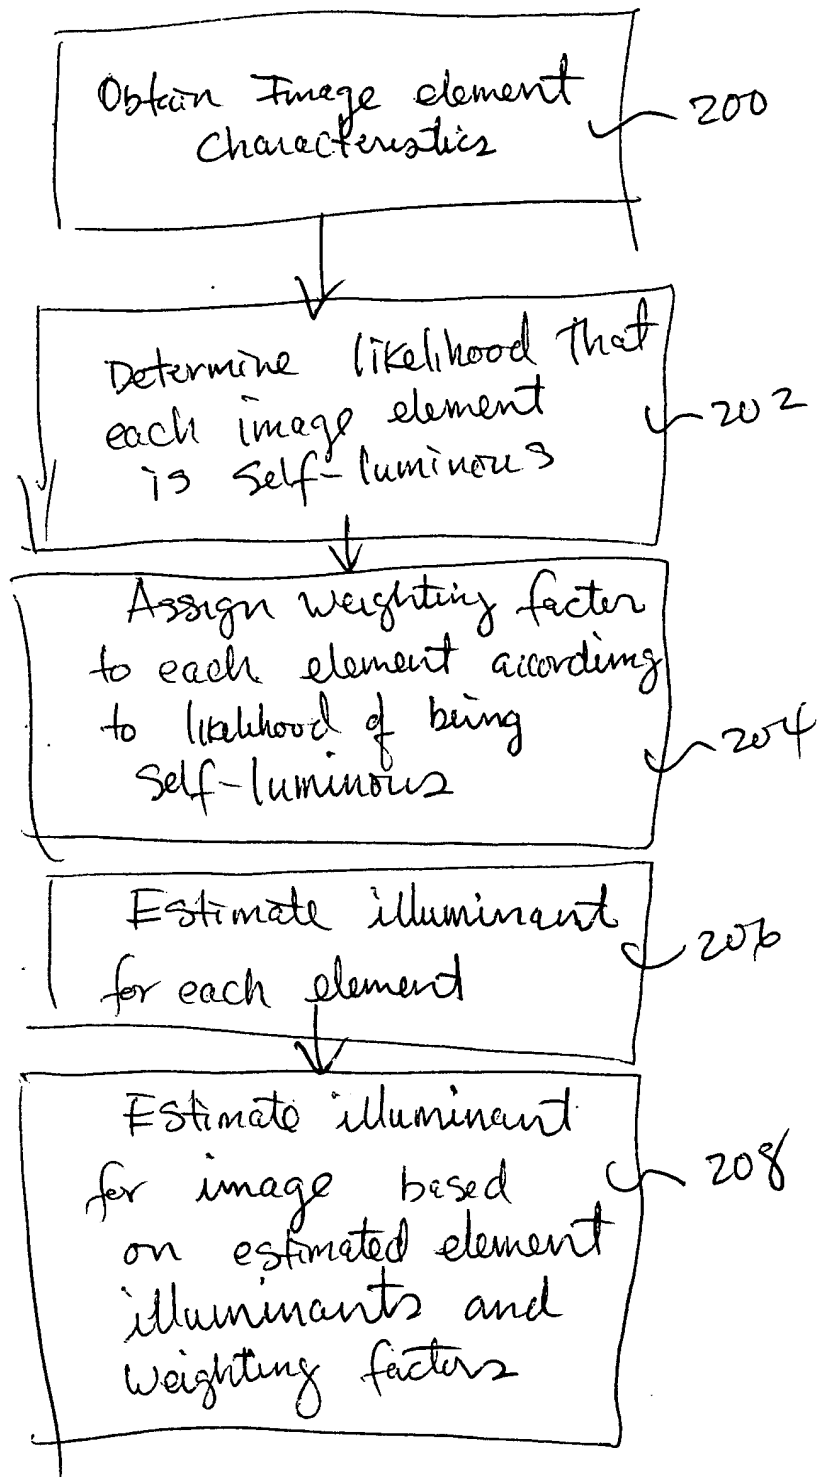 Obtain Image element
Characteristics
200
Determine likelihood that
each image element
is Self-luminous
202
Assign weighting factor
to each element according
to likelihood of being
Self-luminous
204
Estimate illuminant
for each element
206
Estimate illuminant
for image based
on estimated element
illuminants and
weighting factors
208